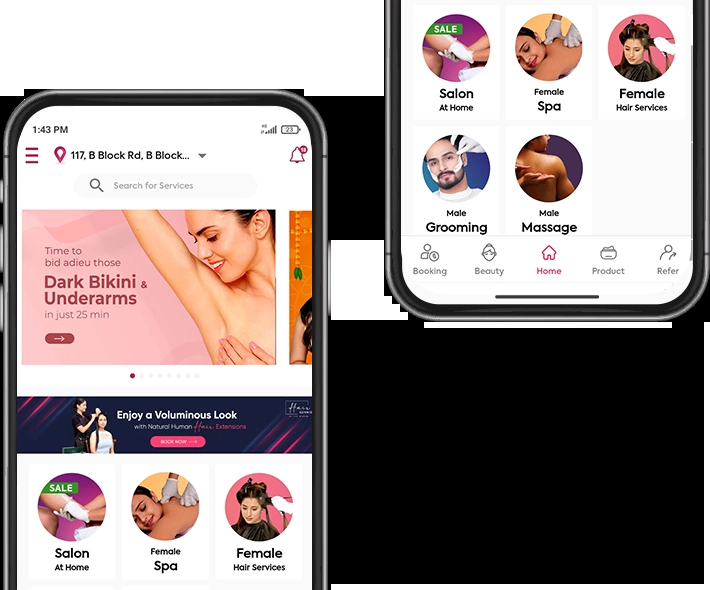 SALE
Salon
At Home
Female
Spa
Female
Hair Services
Male
Grooming
Male
Massage
Booking
Beauty
Home
Product
Refer
1:43 PM
23
117, B Block Rd, B Block...
Search for Services
Time to
bid adieu those
Dark Bikini &
Underarms
in just 25 min
Enjoy a Voluminous Look
with Natural Human Hair Extensions
BOOK NOW
Hair
SALE
Salon
At Home
Female
Spa
Female
Hair Services